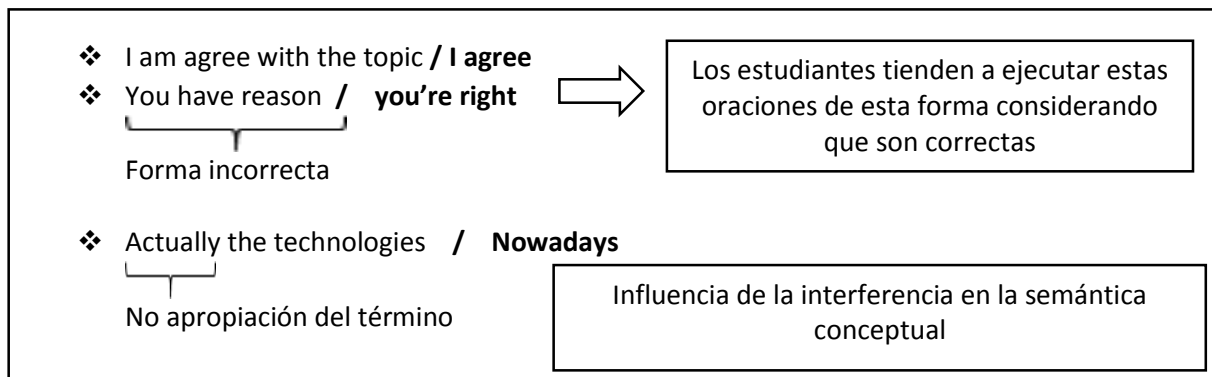 ❖ I am agree with the topic / I agree
❖ You have reason / you're right
Forma incorrecta
Los estudiantes tienden a ejecutar estas
oraciones de esta forma considerando
que son correctas
❖ Actually the technologies / Nowadays
No apropiación del término
Influencia de la interferencia en la semántica
conceptual